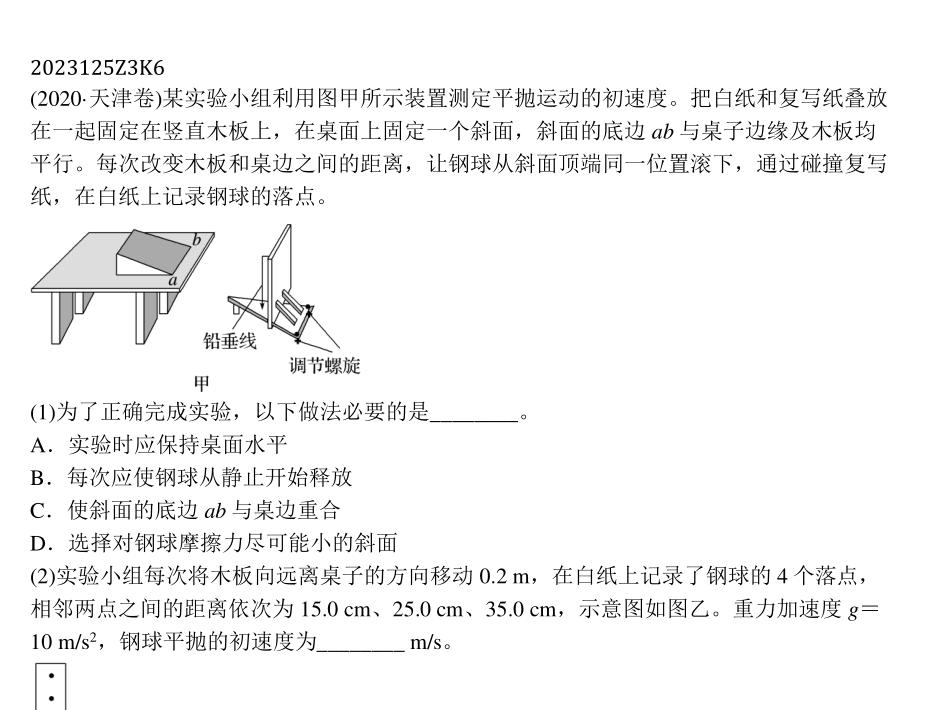 2023125Z3K6
(2020·天津卷)某实验小组利用图甲所示装置测定平抛运动的初速度。把白纸和复写纸叠放
在一起固定在竖直木板上，在桌面上固定一个斜面，斜面的底边 ab 与桌子边缘及木板均
平行。每次改变木板和桌边之间的距离，让钢球从斜面顶端同一位置滚下，通过碰撞复写
纸，在白纸上记录钢球的落点。
b
a
铅垂线
调节螺旋
甲
(1)为了正确完成实验，以下做法必要的是________。
A．实验时应保持桌面水平
B．每次应使钢球从静止开始释放
C．使斜面的底边 ab 与桌边重合
D．选择对钢球摩擦力尽可能小的斜面
(2)实验小组每次将木板向远离桌子的方向移动 0.2 m，在白纸上记录了钢球的 4 个落点，
相邻两点之间的距离依次为 15.0 cm、25.0 cm、35.0 cm，示意图如图乙。重力加速度 g＝
10 m/s²，钢球平抛的初速度为________ m/s。